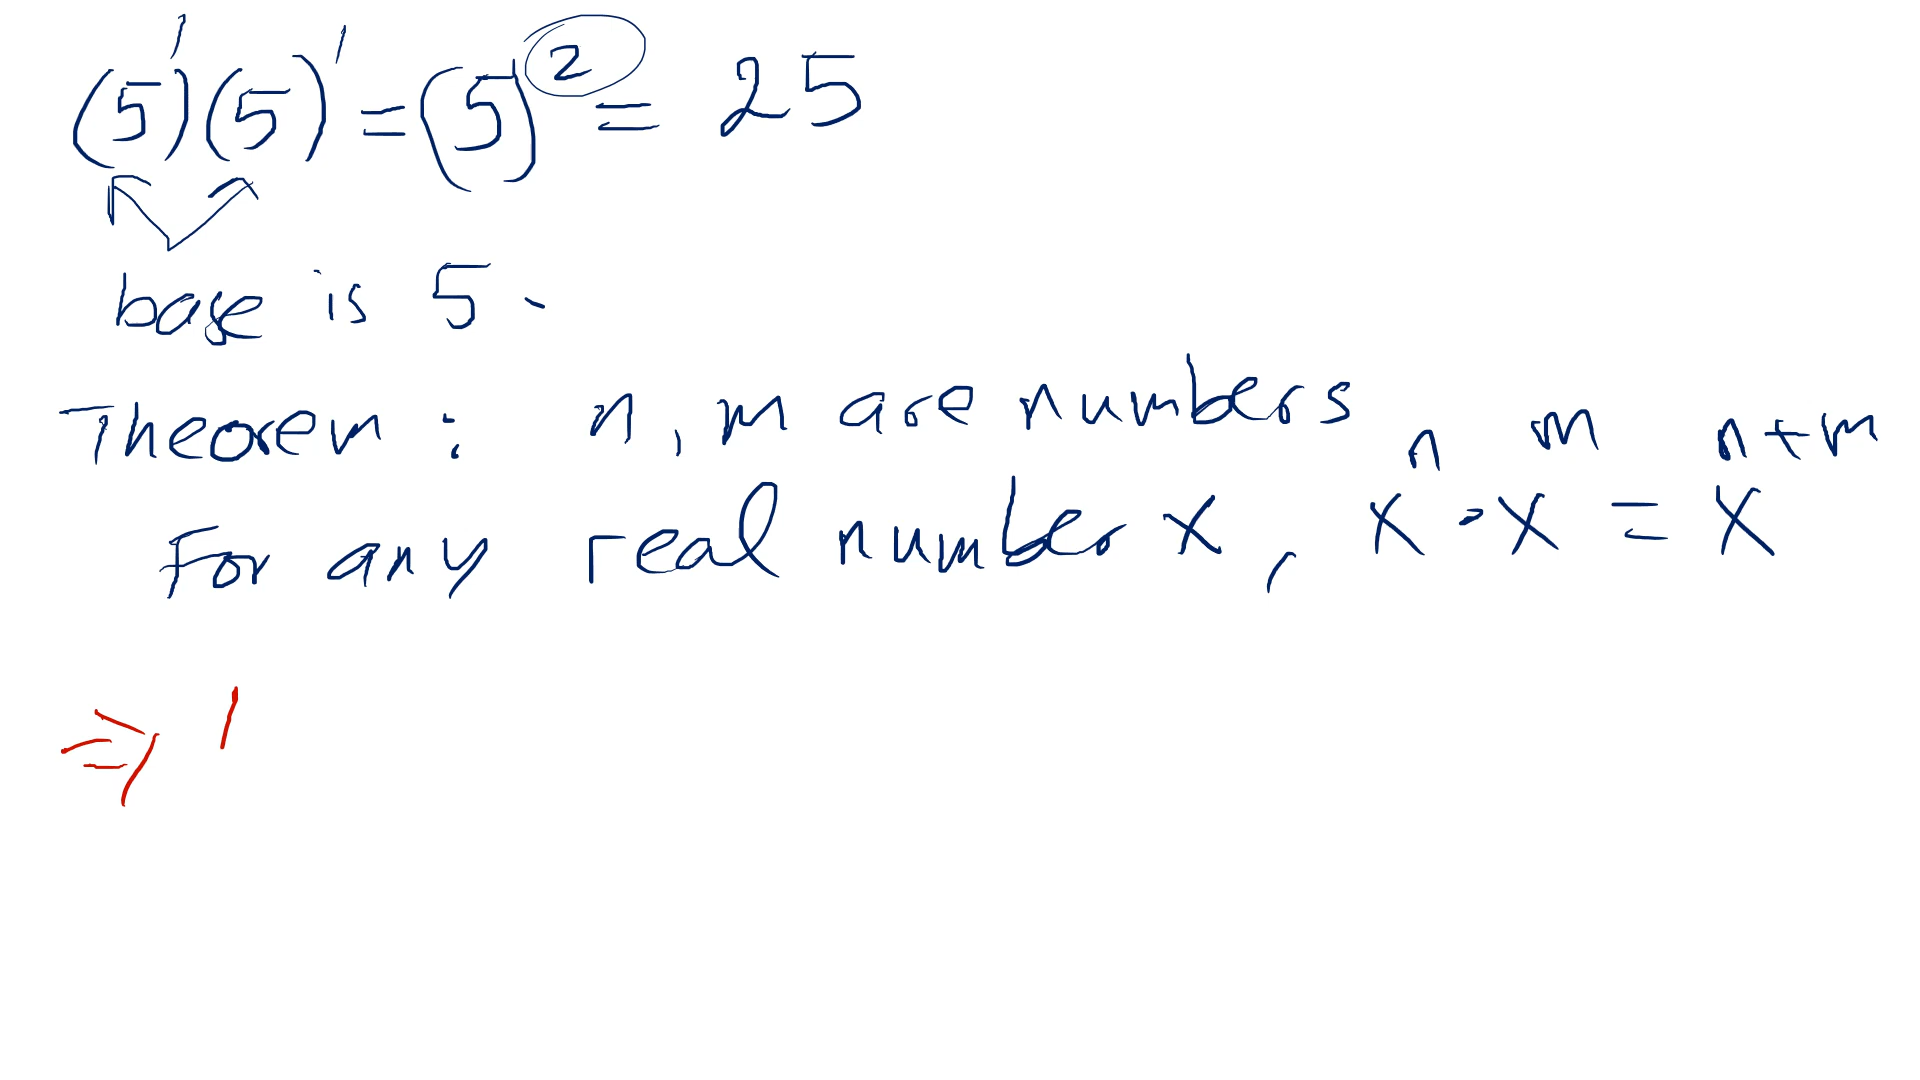 (5)¹(5)¹ = (5)² = 25
base is 5.
Theorem : n, m are numbers
For any real number x, xⁿ · xᵐ = xⁿ⁺ᵐ
⇒ 1